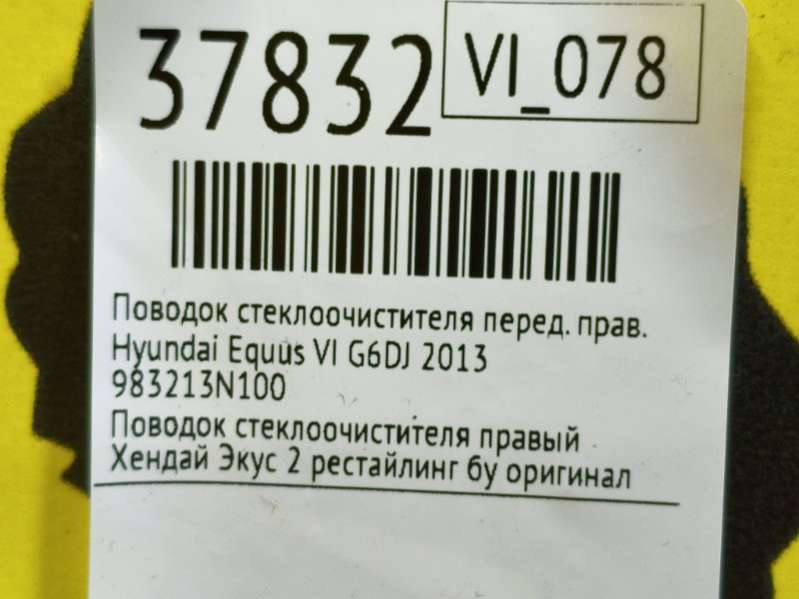 37832
VI_078
Поводок стеклоочистителя перед. прав.
Hyundai Equus VI G6DJ 2013
983213N100
Поводок стеклоочистителя правый
Хендай Экус 2 рестайлинг бу оригинал